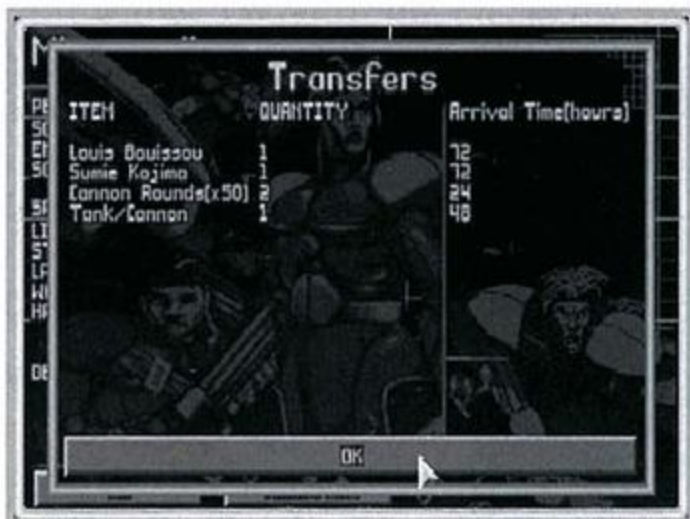 Transfers
ITEM QUANTITY Arrival Time(hours)
Louis Bouissou 1 72
Sumie Kojima 1 72
Cannon Rounds(x50) 2 24
Tank/Cannon 1 48
OK